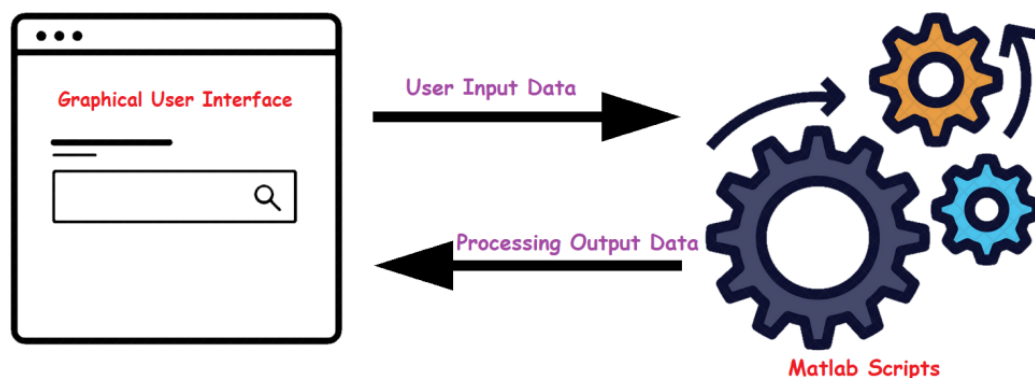 Graphical User Interface
User Input Data
Processing Output Data
Matlab Scripts